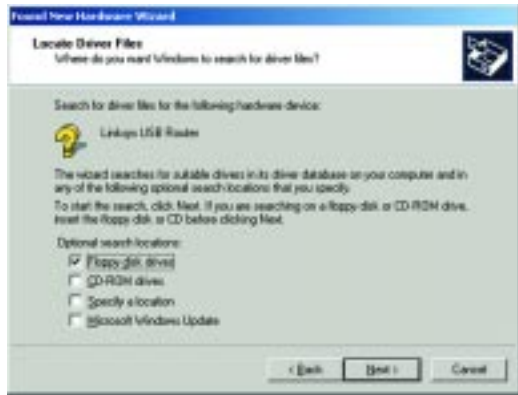 Found New Hardware Wizard
Locate Driver Files
Where do you want Windows to search for driver files?
Search for driver files for the following hardware device:
Linksys USB Router
The wizard searches for suitable drivers in its driver database on your computer and in
any of the following optional search locations that you specify.
To start the search, click Next. If you are searching on a floppy disk or CD-ROM drive,
insert the floppy disk or CD before clicking Next.
Optional search locations:
Floppy disk drives
CD-ROM drives
Specify a location
Microsoft Windows Update
< Back
Next >
Cancel